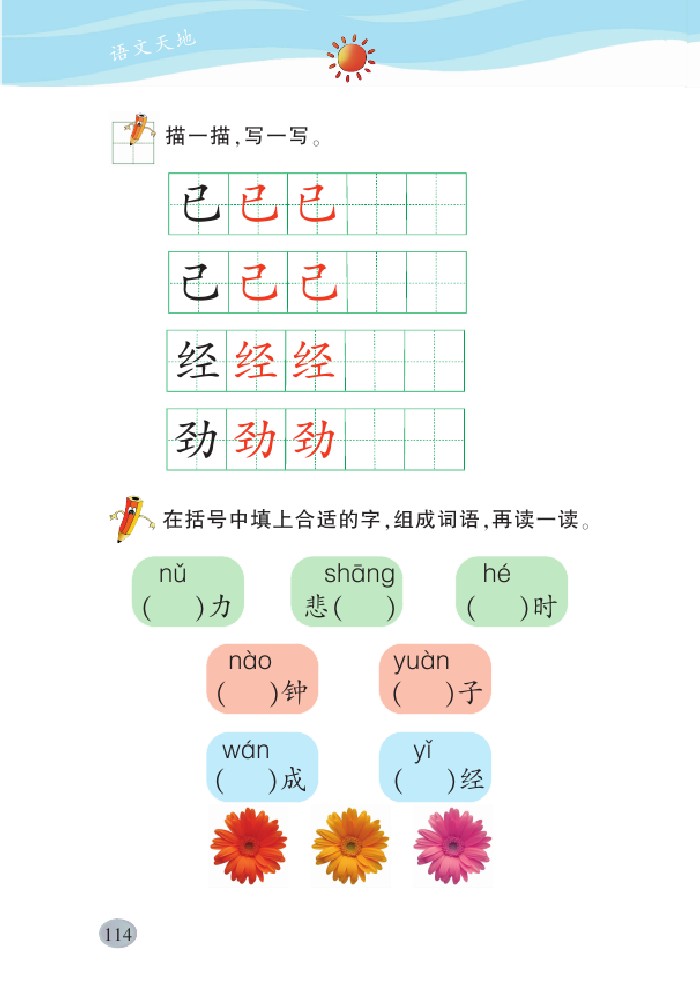 语文天地
描一描,写一写。
已 已 已
己 己 己
经 经 经
劲 劲 劲
在括号中填上合适的字,组成词语,再读一读。
nǔ shāng hé
( )力 悲( ) ( )时
nào yuàn
( )钟 ( )子
wán yǐ
( )成 ( )经
114